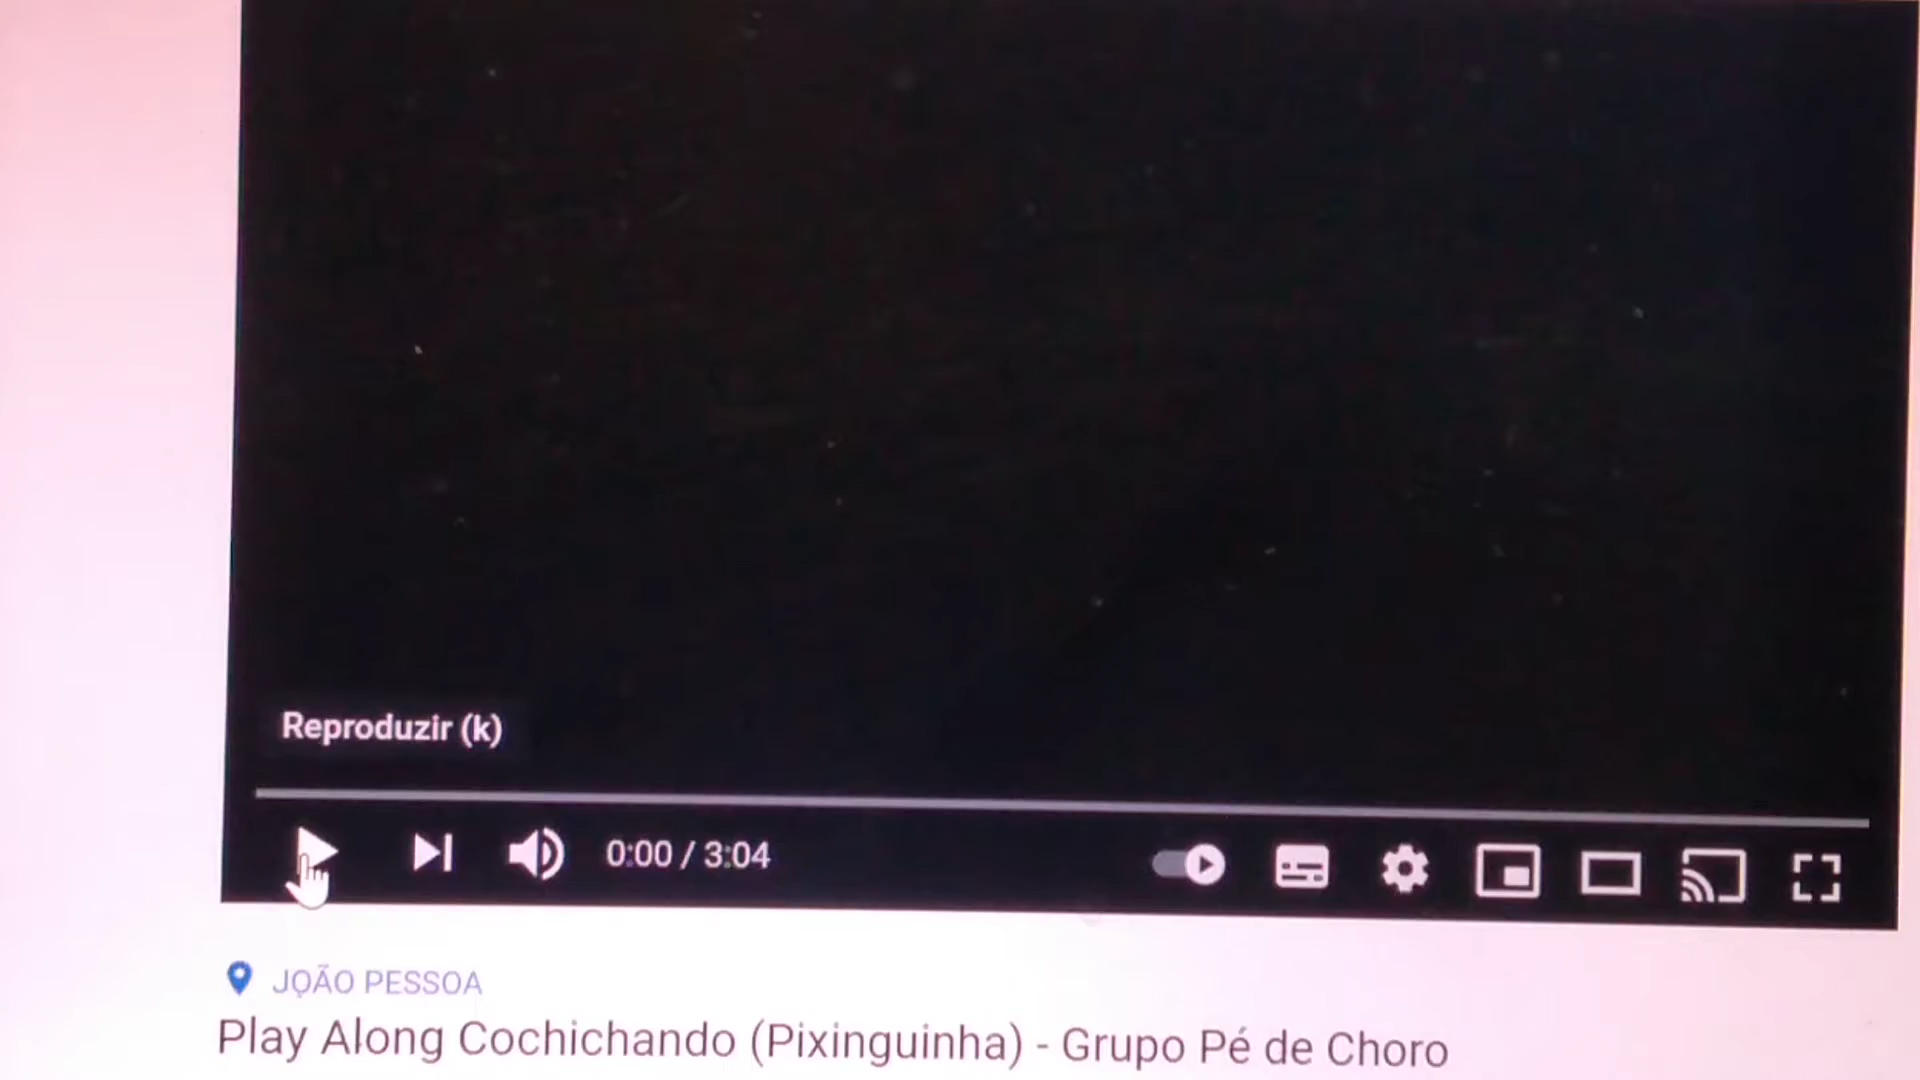 Reproduzir (k)
0:00 / 3:04
JOÃO PESSOA
Play Along Cochichando (Pixinguinha) - Grupo Pé de Choro